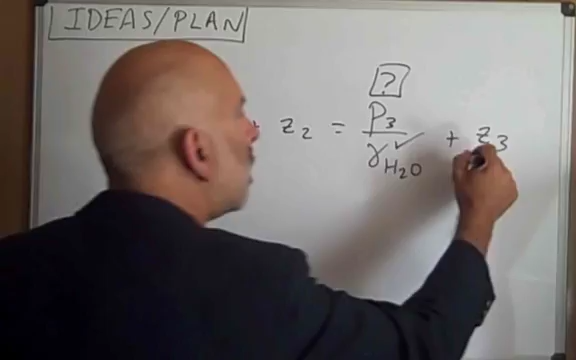 IDEAS/PLAN
?
+ z₂ = P₃ + z₃
γH₂O ✓